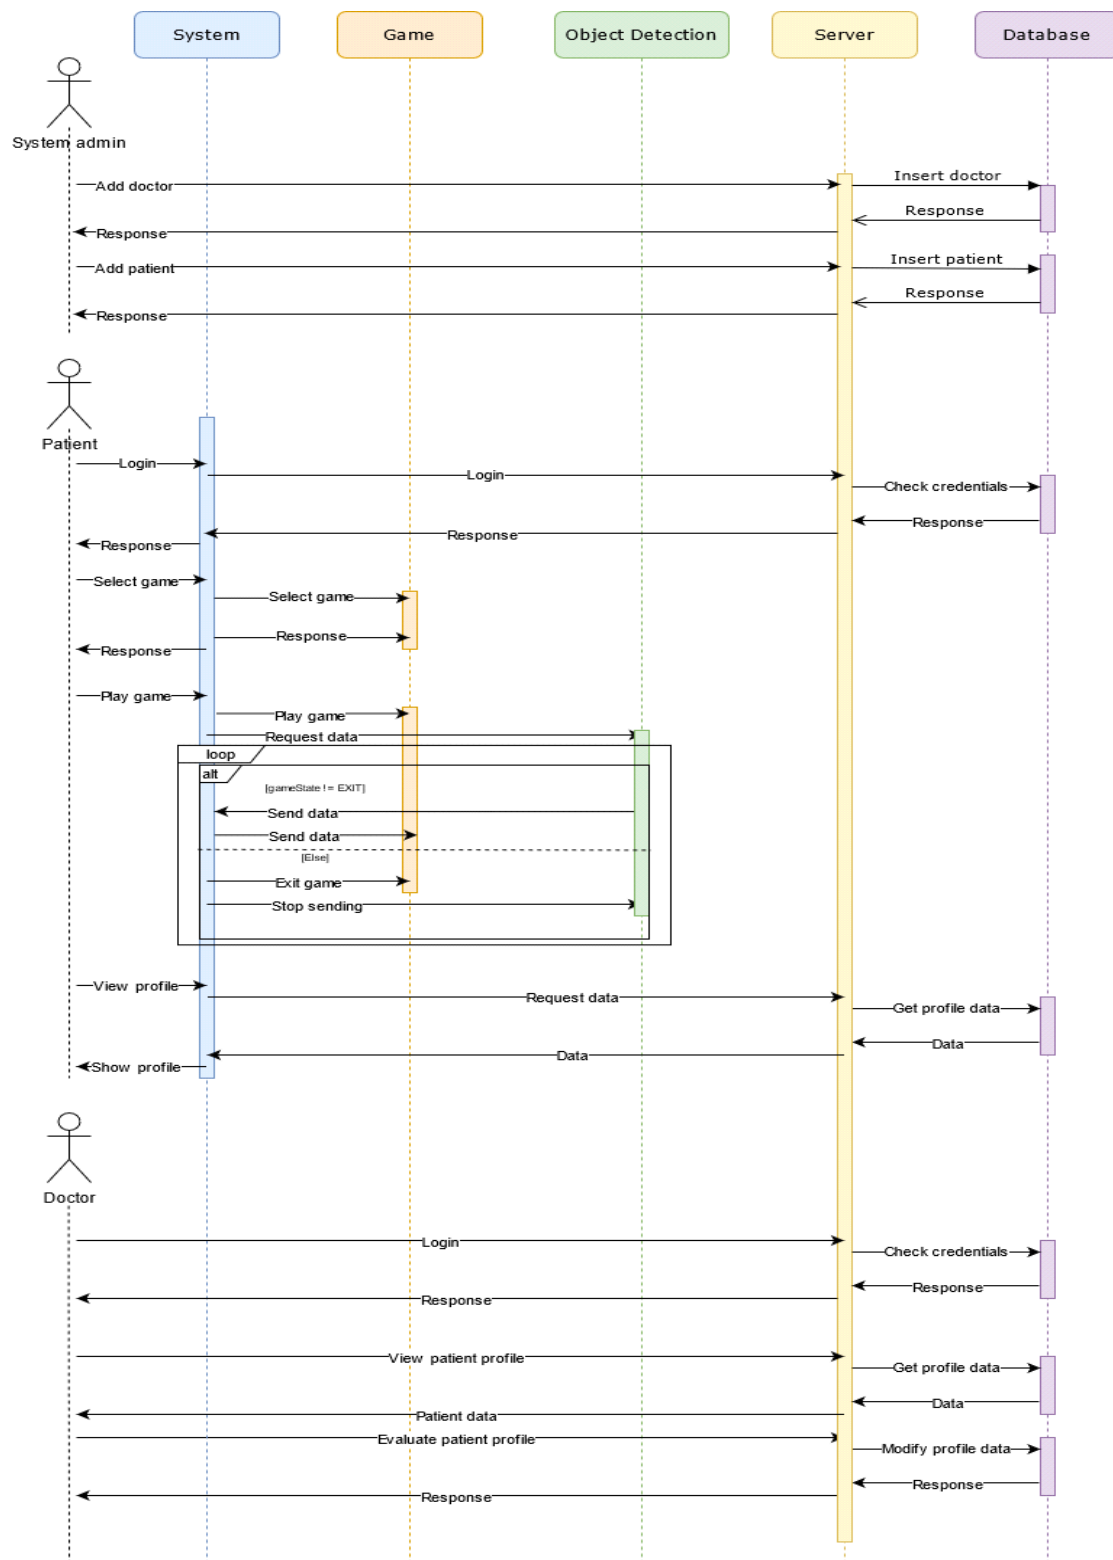 System
Game
Object Detection
Server
Database
System admin
Add doctor
Insert doctor
Response
Response
Add patient
Insert patient
Response
Response
Patient
Login
Login
Check credentials
Response
Response
Response
Select game
Select game
Response
Response
Play game
Play game
Request data
loop
alt
[gameState != EXIT]
Send data
Send data
[Else]
Exit game
Stop sending
View profile
Request data
Get profile data
Data
Data
Show profile
Doctor
Login
Check credentials
Response
Response
View patient profile
Get profile data
Data
Patient data
Evaluate patient profile
Modify profile data
Response
Response